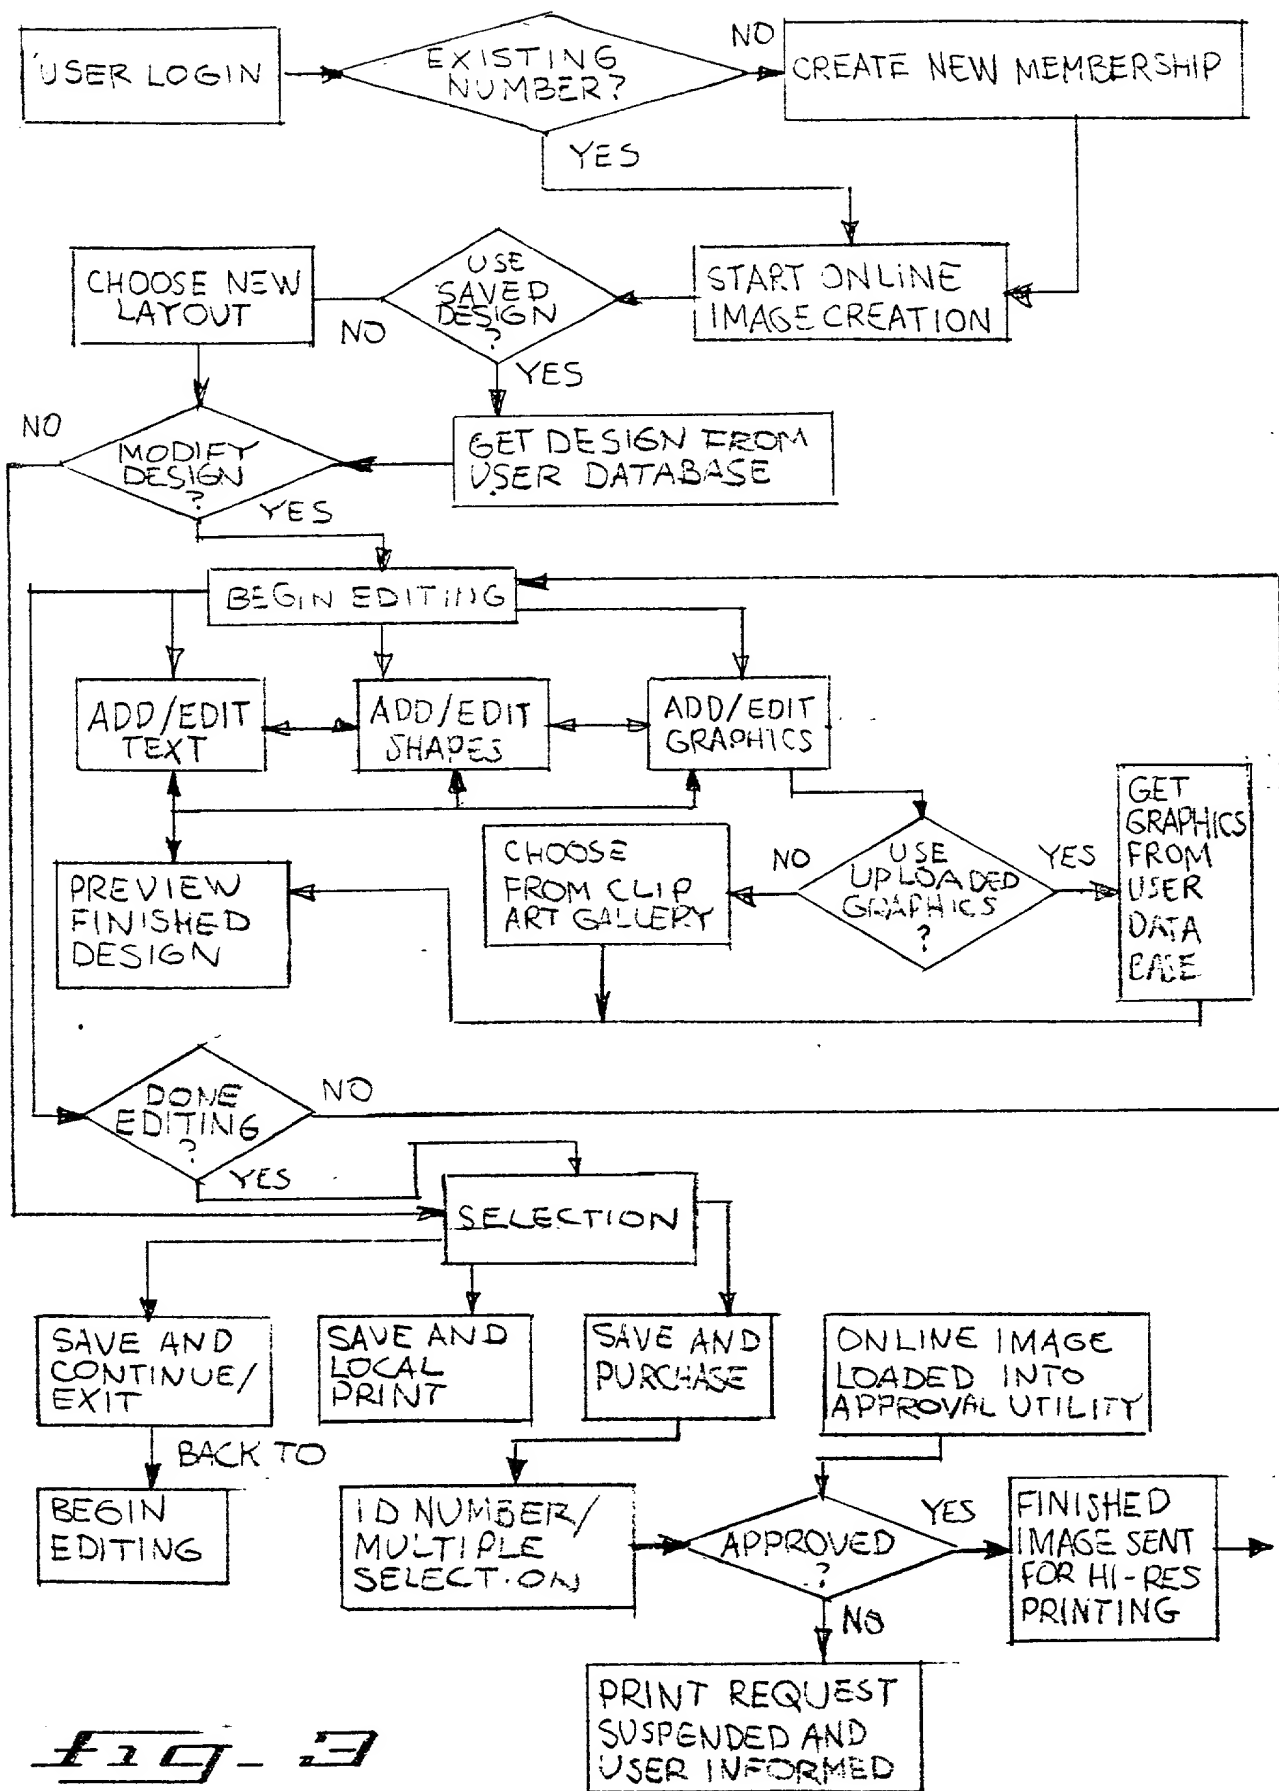 USER LOGIN
EXISTING
NUMBER?
NO
CREATE NEW MEMBERSHIP
YES
CHOOSE NEW
LAYOUT
USE
SAVED
DESIGN
?
NO
YES
START ONLINE
IMAGE CREATION
NO
MODIFY
DESIGN
?
YES
GET DESIGN FROM
USER DATABASE
BEGIN EDITING
ADD/EDIT
TEXT
ADD/EDIT
SHAPES
ADD/EDIT
GRAPHICS
PREVIEW
FINISHED
DESIGN
CHOOSE
FROM CLIP
ART GALLERY
NO
USE
UPLOADED
GRAPHICS
?
YES
GET
GRAPHICS
FROM
USER
DATA
BASE
DONE
EDITING
?
NO
YES
SELECTION
SAVE AND
CONTINUE/
EXIT
SAVE AND
LOCAL
PRINT
SAVE AND
PURCHASE
ONLINE IMAGE
LOADED INTO
APPROVAL UTILITY
BACK TO
BEGIN
EDITING
ID NUMBER/
MULTIPLE
SELECTION
APPROVED
?
YES
NO
FINISHED
IMAGE SENT
FOR HI-RES
PRINTING
PRINT REQUEST
SUSPENDED AND
USER INFORMED
fig-3